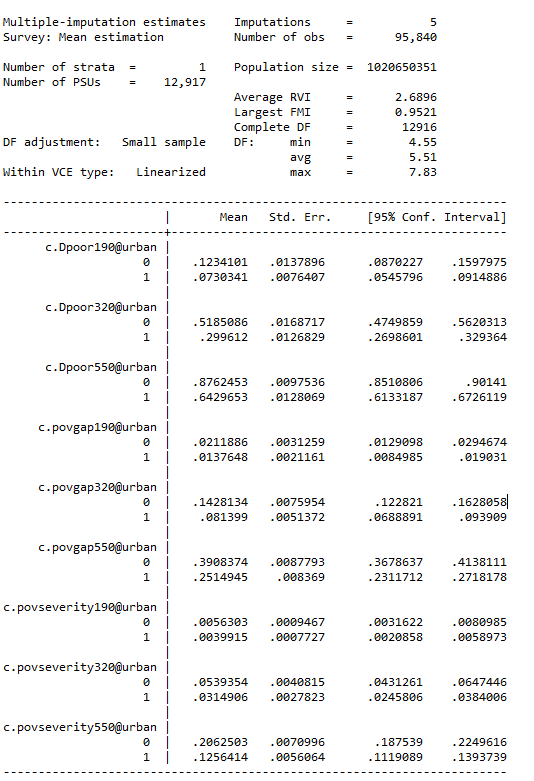 Multiple-imputation estimates    Imputations     =          5
Survey: Mean estimation          Number of obs   =     95,840
Number of strata  =         1    Population size = 1020650351
Number of PSUs    =    12,917
Average RVI     =     2.6896
Largest FMI     =     0.9521
Complete DF     =      12916
DF adjustment:   Small sample    DF:     min     =       4.55
avg     =       5.51
Within VCE type:   Linearized            max     =       7.83
--------------------------------------------------------------------------
| Mean   Std. Err.     [95% Conf. Interval]
------------------------+-------------------------------------------------
c.Dpoor190@urban |
0 | .1234101   .0137896      .0870227    .1597975
1 | .0730341   .0076407      .0545796    .0914886
|
c.Dpoor320@urban |
0 | .5185086   .0168717      .4749859    .5620313
1 | .299612   .0126829      .2698601     .329364
|
c.Dpoor550@urban |
0 | .8762453   .0097536      .8510806      .90141
1 | .6429653   .0128069      .6133187    .6726119
|
c.povgap190@urban |
0 | .0211886   .0031259      .0129098    .0294674
1 | .0137648   .0021161      .0084985     .019031
|
c.povgap320@urban |
0 | .1428134   .0075954       .122821    .1628058
1 | .081399   .0051372      .0688891     .093909
|
c.povgap550@urban |
0 | .3908374   .0087793      .3678637    .4138111
1 | .2514945    .008369      .2311712    .2718178
|
c.povseverity190@urban |
0 | .0056303   .0009467      .0031622    .0080985
1 | .0039915   .0007727      .0020858    .0058973
|
c.povseverity320@urban |
0 | .0539354   .0040815      .0431261    .0647446
1 | .0314906   .0027823      .0245806    .0384006
|
c.povseverity550@urban |
0 | .2062503   .0070996       .187539    .2249616
1 | .1256414   .0056064      .1119089    .1393739
--------------------------------------------------------------------------